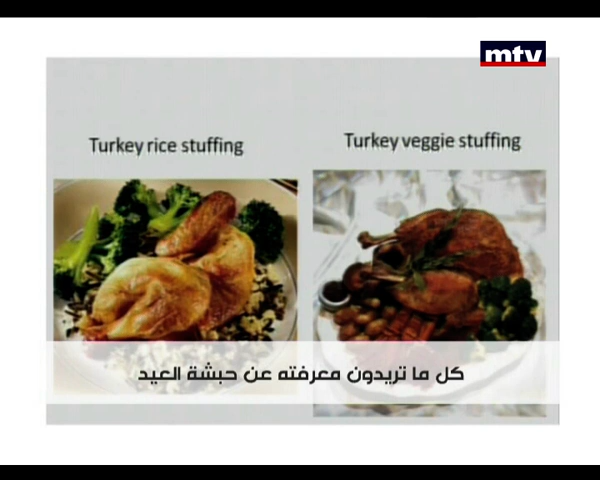 mtv
Turkey rice stuffing
Turkey veggie stuffing
كل ما تريدون معرفته عن حبشة العيد